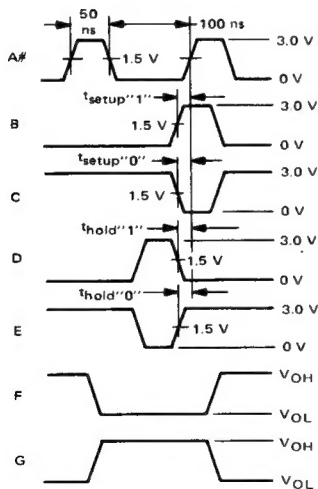 50
ns
100 ns
3.0 V
A#
1.5 V
0 V
tsetup"1"
3.0 V
B
1.5 V
0 V
tsetup"0"
3.0 V
C
1.5 V
0 V
thold"1"
3.0 V
D
1.5 V
0 V
thold"0"
3.0 V
E
1.5 V
0 V
VOH
F
VOL
VOH
G
VOL